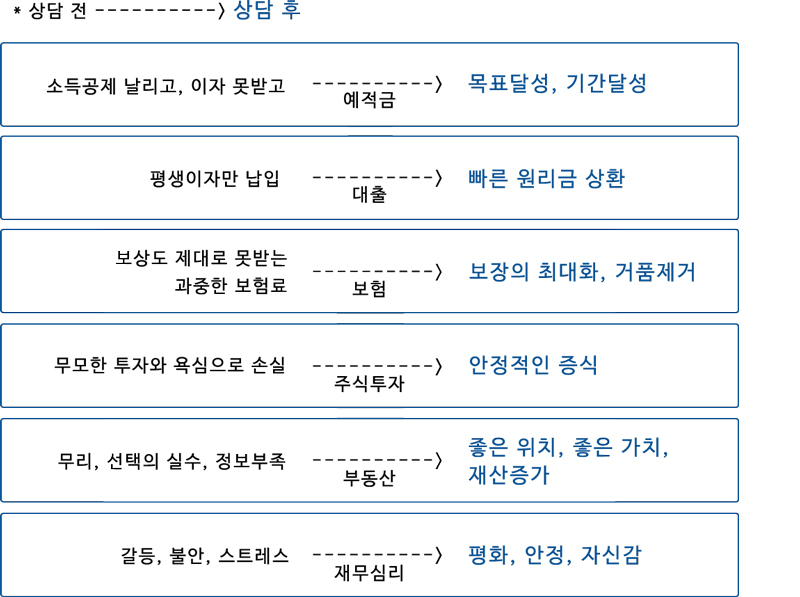 * 상담 전 ----------> 상담 후
소득공제 날리고, 이자 못받고 ----------> 목표달성, 기간달성
예적금
평생이자만 납입 ----------> 빠른 원리금 상환
대출
보상도 제대로 못받는
과중한 보험료 ----------> 보장의 최대화, 거품제거
보험
무모한 투자와 욕심으로 손실 ----------> 안정적인 증식
주식투자
무리, 선택의 실수, 정보부족 ----------> 좋은 위치, 좋은 가치,
재산증가
부동산
갈등, 불안, 스트레스 ----------> 평화, 안정, 자신감
재무심리